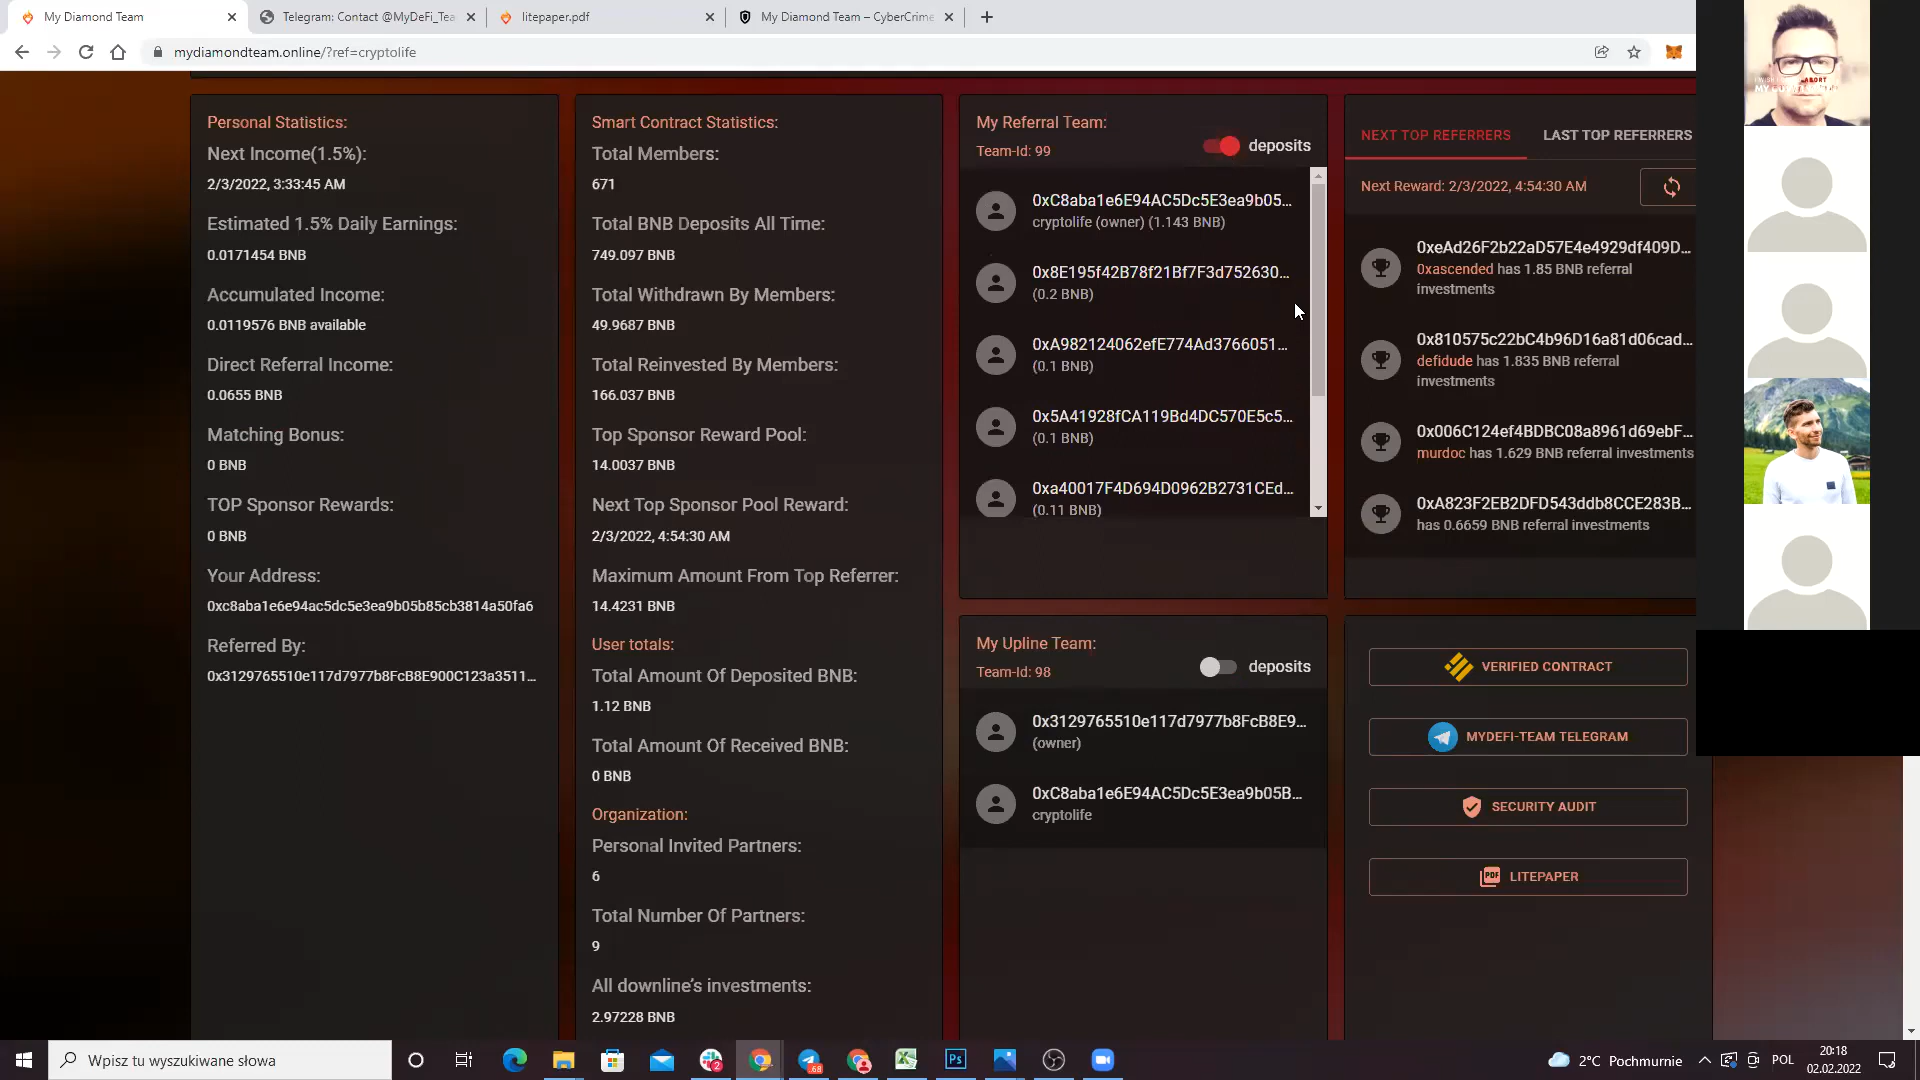 My Diamond Team
Telegram: Contact @MyDeFi_Tea
litepaper.pdf
My Diamond Team – CyberCrime
mydiamondteam.online/?ref=cryptolife
Personal Statistics:
Next Income(1.5%):
2/3/2022, 3:33:45 AM
Estimated 1.5% Daily Earnings:
0.0171454 BNB
Accumulated Income:
0.0119576 BNB available
Direct Referral Income:
0.0655 BNB
Matching Bonus:
0 BNB
TOP Sponsor Rewards:
0 BNB
Your Address:
0xc8aba1e6e94ac5dc5e3ea9b05b85cb3814a50fa6
Referred By:
0x3129765510e117d7977b8FcB8E900C123a3511...
Smart Contract Statistics:
Total Members:
671
Total BNB Deposits All Time:
749.097 BNB
Total Withdrawn By Members:
49.9687 BNB
Total Reinvested By Members:
166.037 BNB
Top Sponsor Reward Pool:
14.0037 BNB
Next Top Sponsor Pool Reward:
2/3/2022, 4:54:30 AM
Maximum Amount From Top Referrer:
14.4231 BNB
User totals:
Total Amount Of Deposited BNB:
1.12 BNB
Total Amount Of Received BNB:
0 BNB
Organization:
Personal Invited Partners:
6
Total Number Of Partners:
9
All downline's investments:
2.97228 BNB
My Referral Team:
Team-Id: 99
deposits
0xC8aba1e6E94AC5Dc5E3ea9b05...
cryptolife (owner) (1.143 BNB)
0x8E195f42B78f21Bf7F3d752630...
(0.2 BNB)
0xA982124062efE774Ad3766051...
(0.1 BNB)
0x5A41928fCA119Bd4DC570E5c5...
(0.1 BNB)
0xa40017F4D694D0962B2731CEd...
(0.11 BNB)
My Upline Team:
Team-Id: 98
deposits
0x3129765510e117d7977b8FcB8E9...
(owner)
0xC8aba1e6E94AC5Dc5E3ea9b05B...
cryptolife
NEXT TOP REFERRERS
LAST TOP REFERRERS
Next Reward: 2/3/2022, 4:54:30 AM
0xeAd26F2b22aD57E4e4929df409D...
0xascended has 1.85 BNB referral
investments
0x810575c22bC4b96D16a81d06cad...
defidude has 1.835 BNB referral
investments
0x006C124ef4BDBC08a8961d69ebF...
murdoc has 1.629 BNB referral investments
0xA823F2EB2DFD543ddb8CCE283B...
has 0.6659 BNB referral investments
VERIFIED CONTRACT
MYDEFI-TEAM TELEGRAM
SECURITY AUDIT
PDF
LITEPAPER
Wpisz tu wyszukiwane słowa
2
68
Ps
2°C Pochmurnie
POL
20:18
02.02.2022